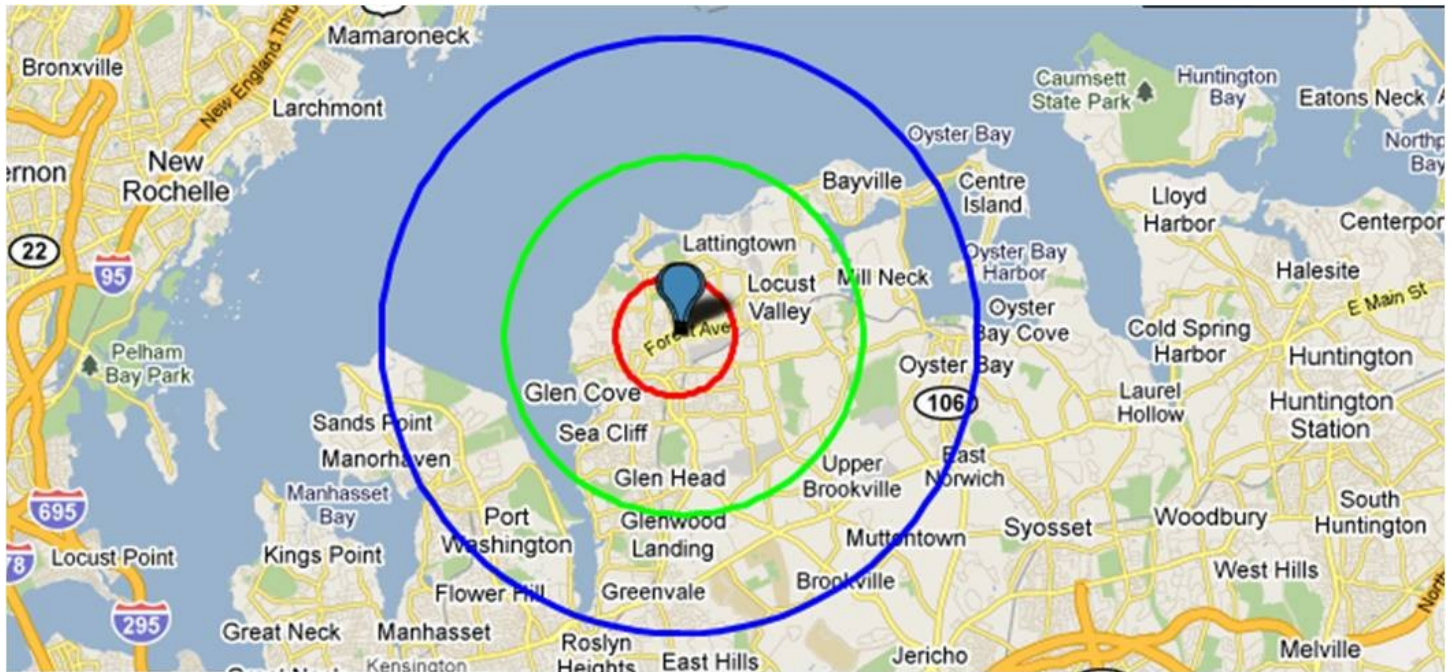 Mamaroneck
Bronxville
New England Thru
Larchmont
Caumsett
State Park
Huntington
Bay
Eatons Neck
Oyster Bay
Northp
Bay
ernon
New
Rochelle
Bayville
Centre
Island
Lloyd
Harbor
Centerpor
22
95
Lattingtown
Oyster Bay
Harbor
Halesite
Locust
Valley
Mill Neck
E Main St
Oyster
Bay Cove
Cold Spring
Harbor
Forest Ave
Huntington
Pelham
Bay Park
Oyster Bay
Glen Cove
106
Laurel
Hollow
Huntington
Station
Sands Point
Sea Cliff
Manorhaven
Upper
Brookville
East
Norwich
Glen Head
Manhasset
Bay
695
South
Huntington
Port
Washington
Glenwood
Landing
Syosset
Woodbury
Muttontown
78
Locust Point
Kings Point
West Hills
Flower Hill
Greenvale
Brookville
North
295
Great Neck
Manhasset
Roslyn
Heights
East Hills
Jericho
Melville
Kensington